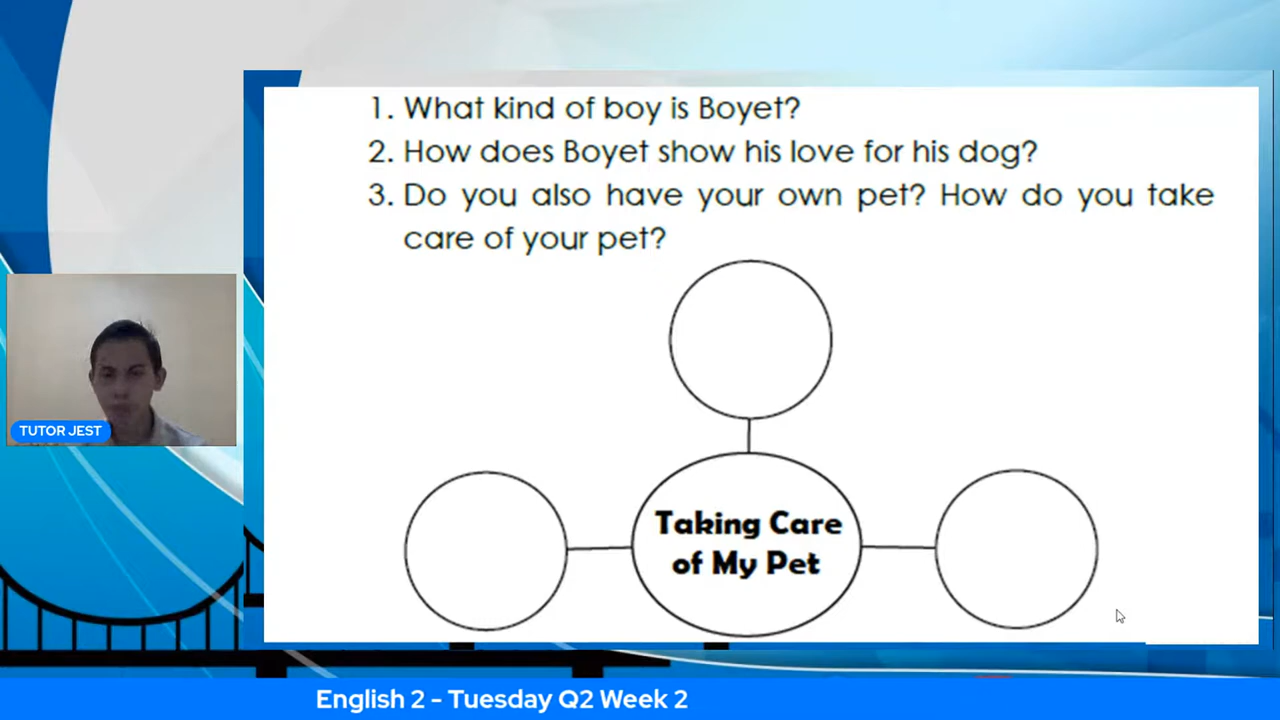 1. What kind of boy is Boyet?
2. How does Boyet show his love for his dog?
3. Do you also have your own pet? How do you take
care of your pet?
Taking Care
of My Pet
TUTOR JEST
English 2 - Tuesday Q2 Week 2